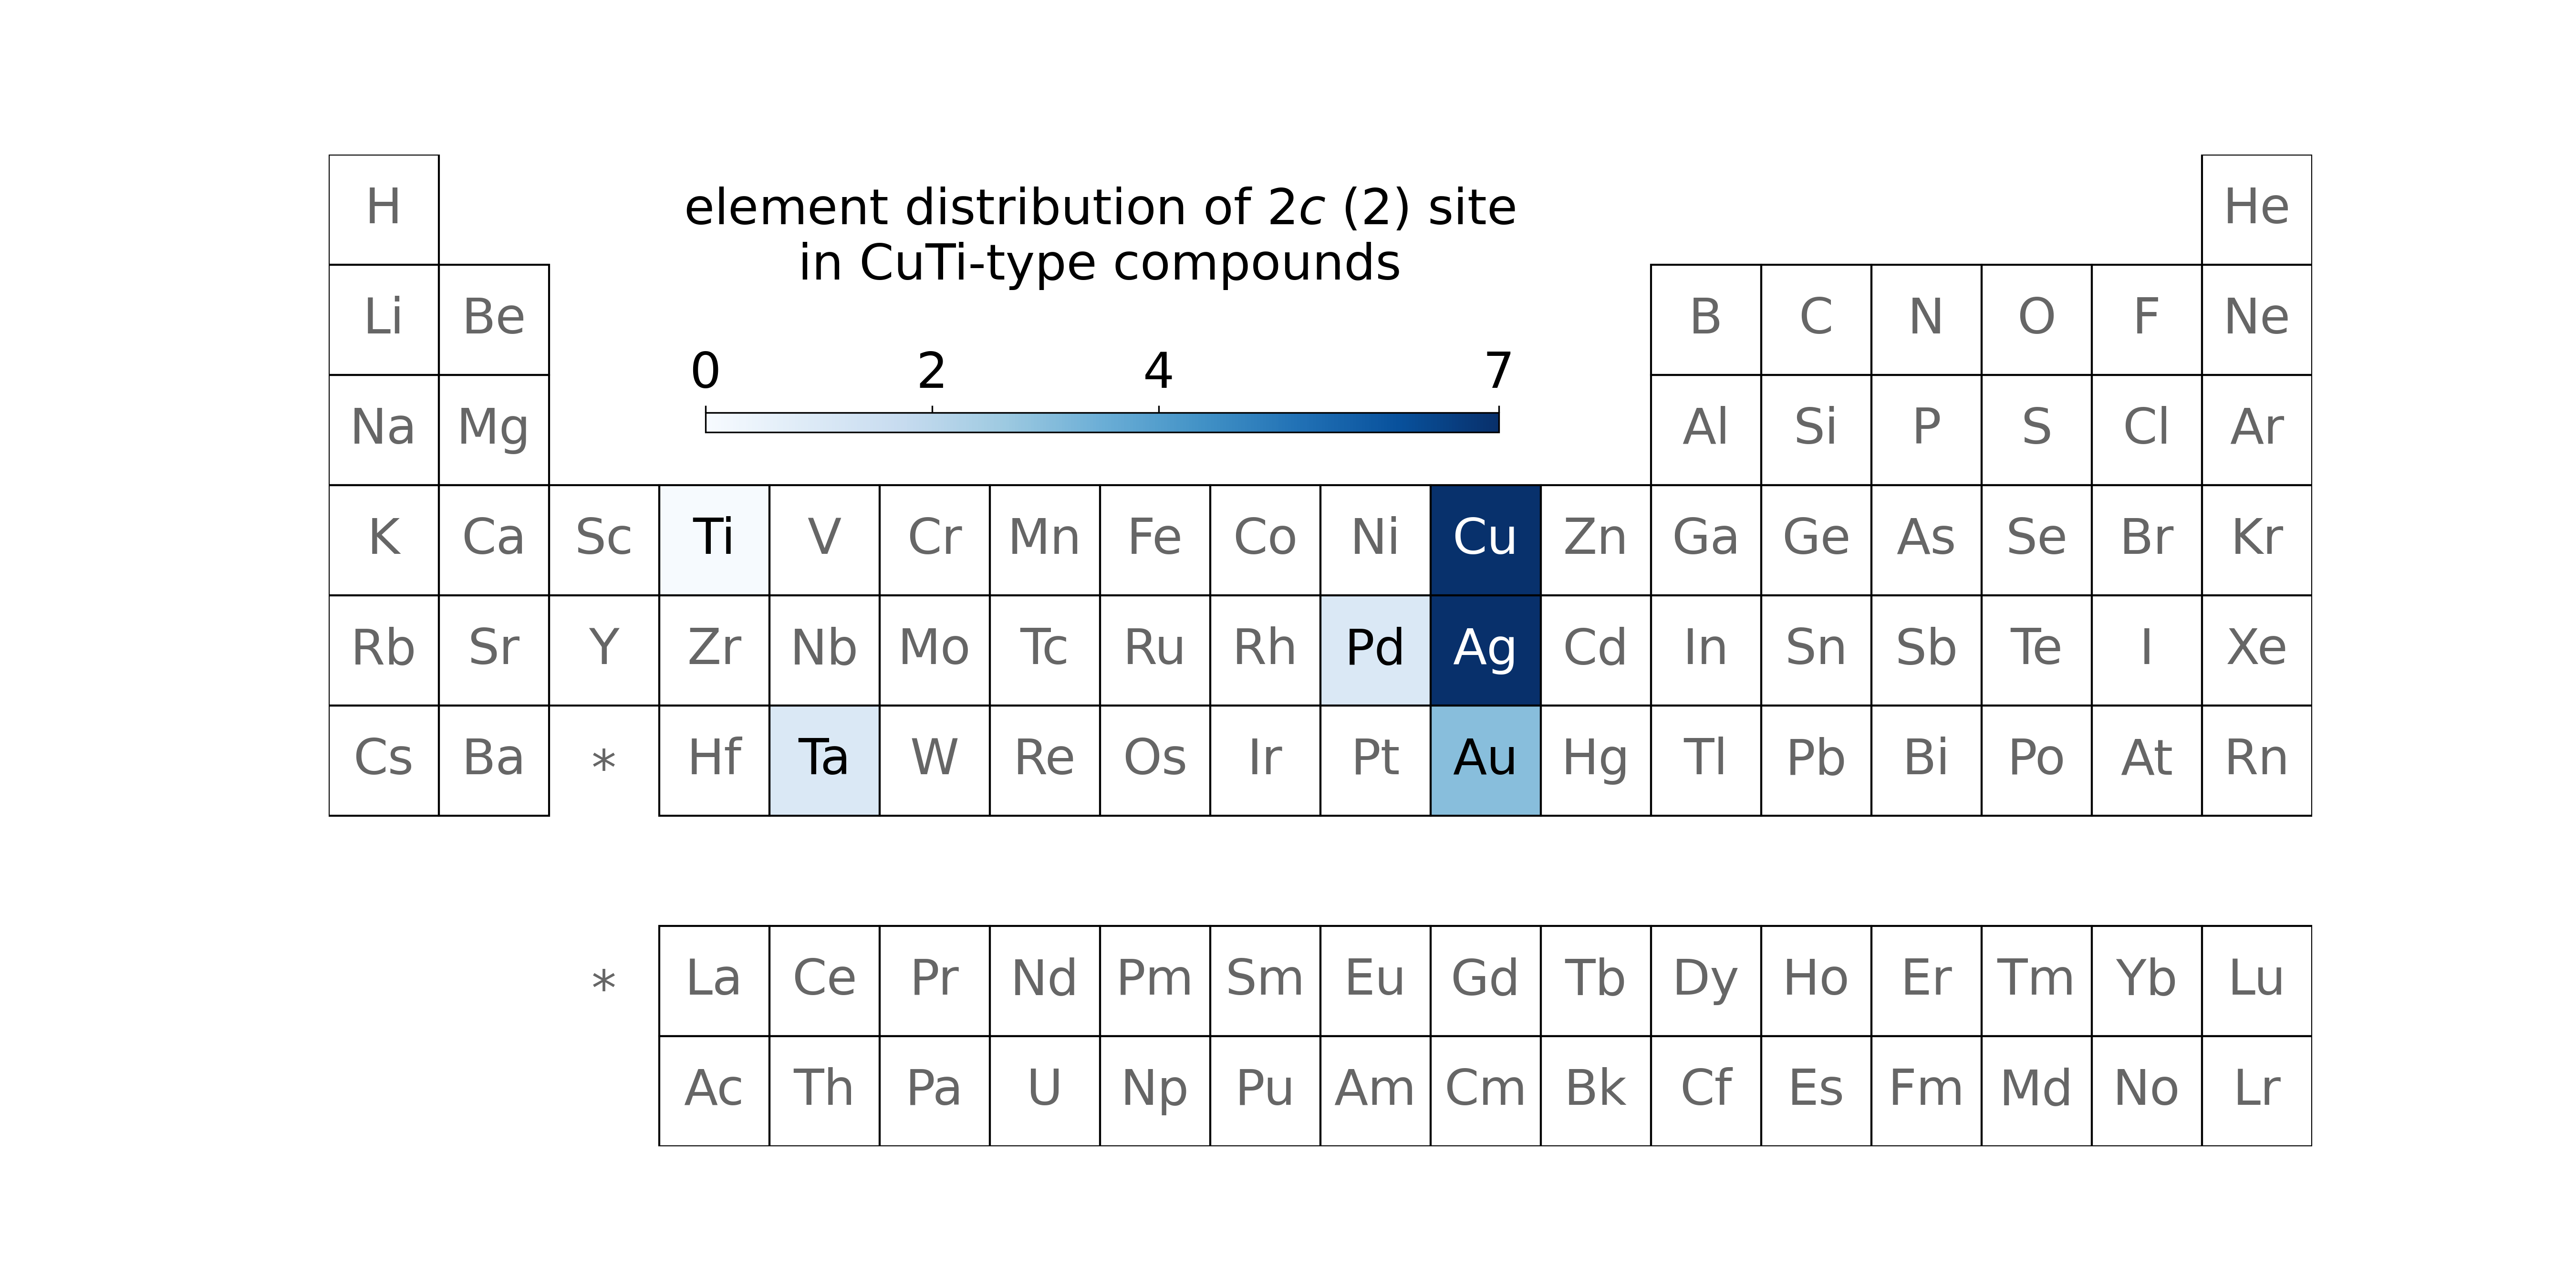 H He
element distribution of 2c (2) site
in CuTi-type compounds
Li Be B C N O F Ne
0 2 4 7
Na Mg Al Si P S Cl Ar
K Ca Sc Ti V Cr Mn Fe Co Ni Cu Zn Ga Ge As Se Br Kr
Rb Sr Y Zr Nb Mo Tc Ru Rh Pd Ag Cd In Sn Sb Te I Xe
Cs Ba * Hf Ta W Re Os Ir Pt Au Hg Tl Pb Bi Po At Rn
* La Ce Pr Nd Pm Sm Eu Gd Tb Dy Ho Er Tm Yb Lu
Ac Th Pa U Np Pu Am Cm Bk Cf Es Fm Md No Lr